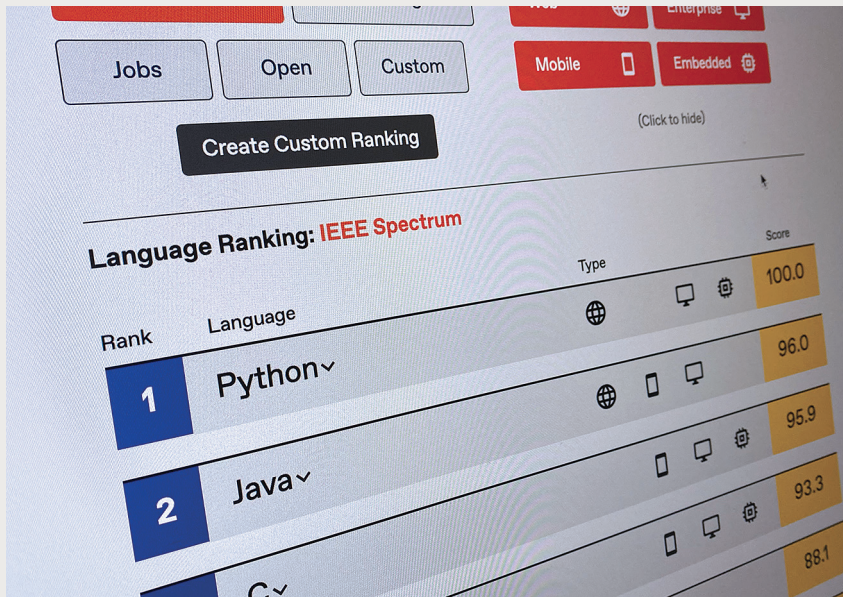 Web
Enterprise
Jobs
Open
Custom
Mobile
Embedded
Create Custom Ranking
(Click to hide)
Language Ranking: IEEE Spectrum
Rank
Language
Type
Score
1
Python
100.0
2
Java
96.0
C
95.9
93.3
88.1